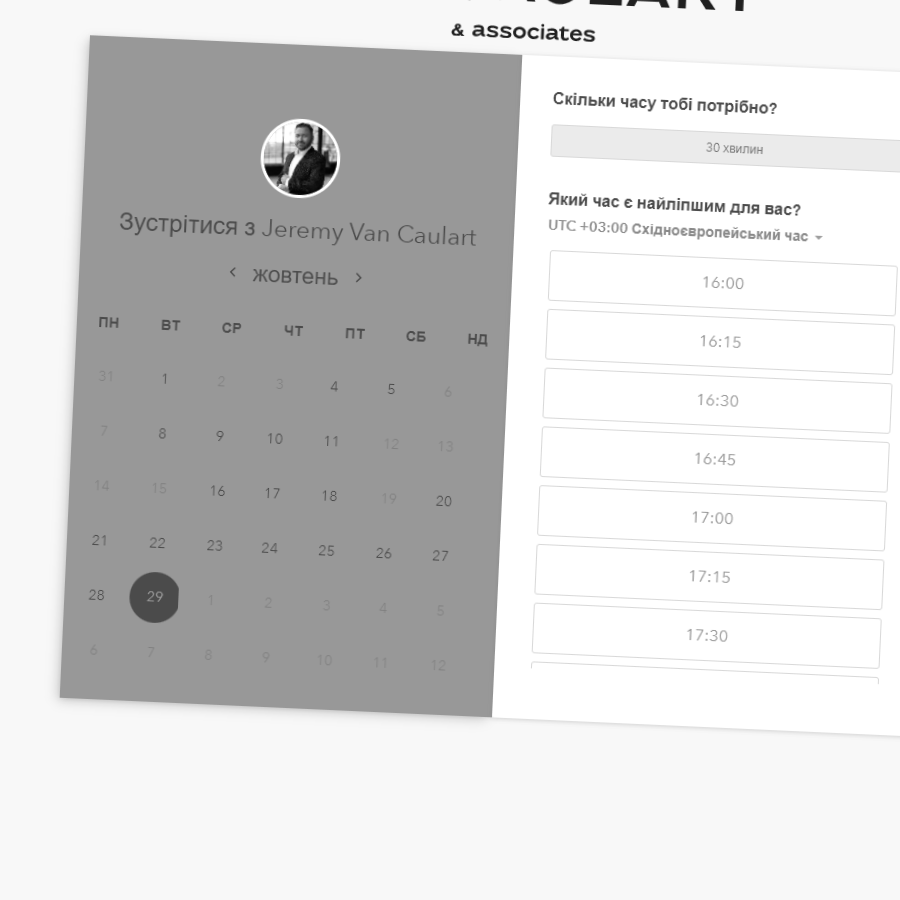 & associates
Зустрітися з Jeremy Van Caulart
жовтень
ПН ВТ СР ЧТ ПТ СБ НД
31 1 2 3 4 5 6
7 8 9 10 11 12 13
14 15 16 17 18 19 20
21 22 23 24 25 26 27
28 29 1 2 3 4 5
6 7 8 9 10 11 12
Скільки часу тобі потрібно?
30 хвилин
Який час є найліпшим для вас?
UTC +03:00 Східноєвропейський час
16:00
16:15
16:30
16:45
17:00
17:15
17:30